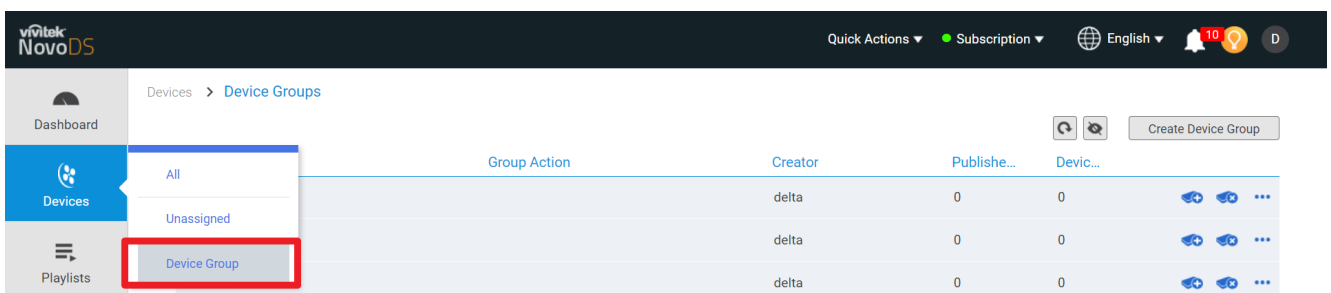 vivitek
NovoDS
Quick Actions ▼ Subscription ▼ English ▼ 10 D
Devices > Device Groups
Dashboard
Create Device Group
Group Action Creator Publishe... Devic...
All
Devices
delta 0 0
Unassigned
delta 0 0
Device Group
Playlists
delta 0 0